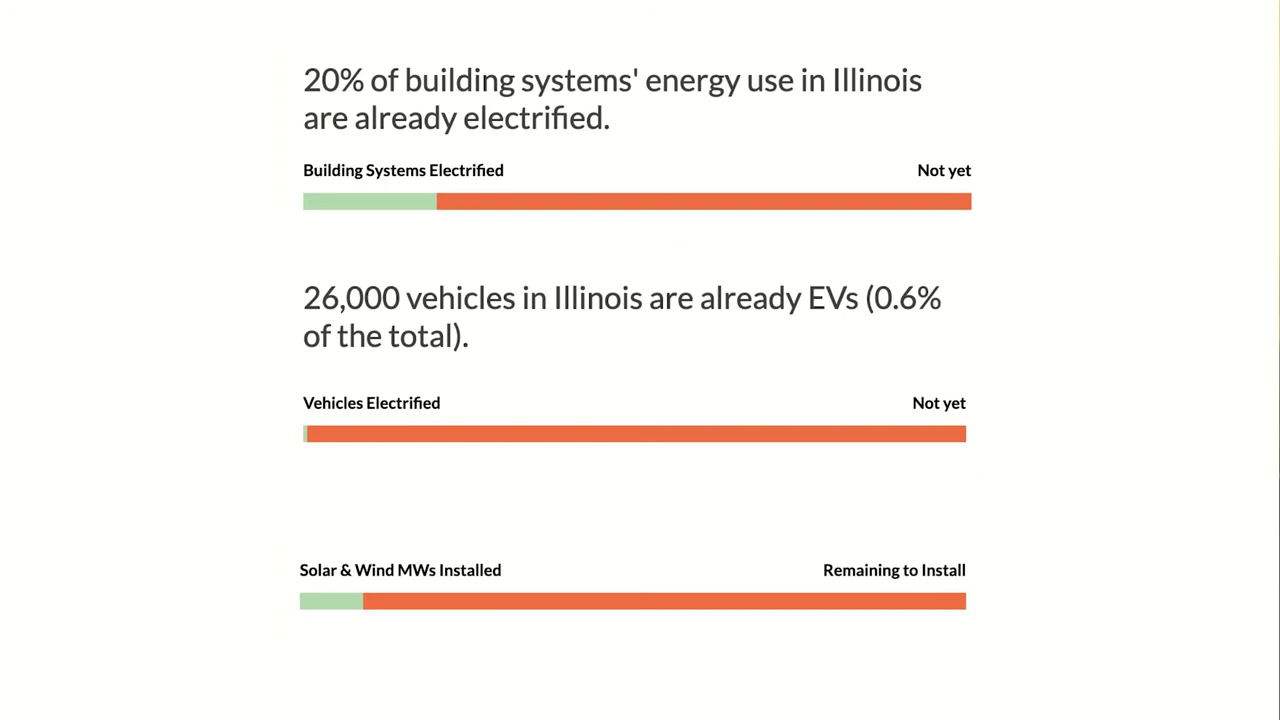 20% of building systems' energy use in Illinois
are already electrified.
Building Systems Electrified Not yet
26,000 vehicles in Illinois are already EVs (0.6%
of the total).
Vehicles Electrified Not yet
Solar & Wind MWs Installed Remaining to Install